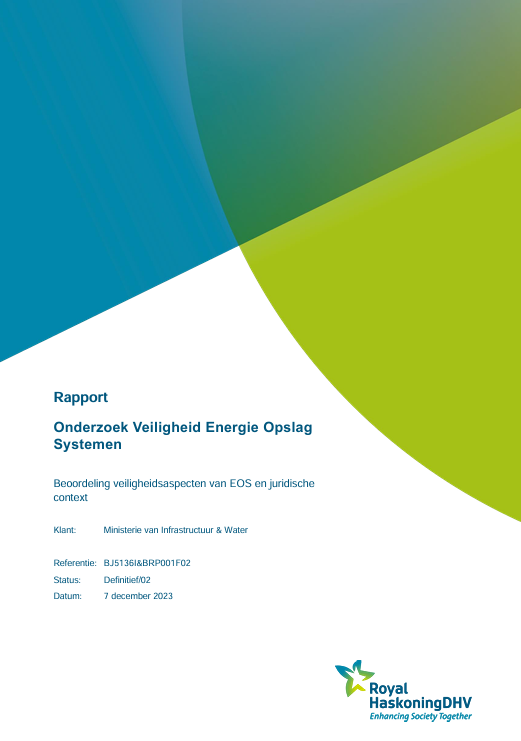 Rapport
Onderzoek Veiligheid Energie Opslag
Systemen
Beoordeling veiligheidsaspecten van EOS en juridische
context
Klant: Ministerie van Infrastructuur & Water
Referentie: BJ5136I&BRP001F02
Status: Definitief/02
Datum: 7 december 2023
Royal
HaskoningDHV
Enhancing Society Together